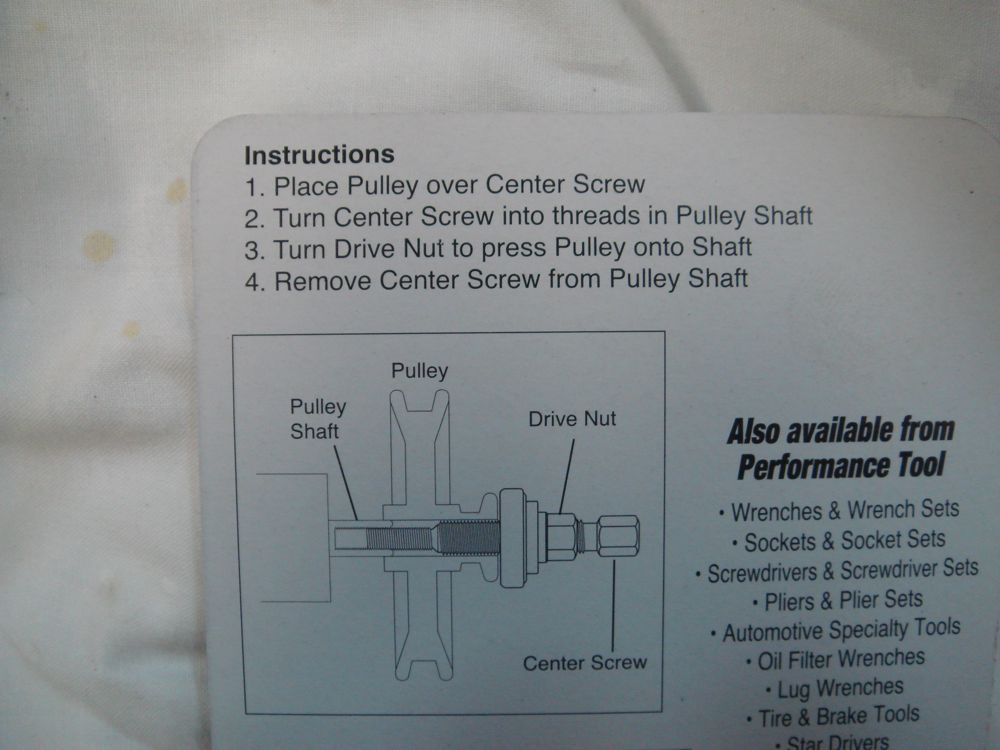 Instructions
1. Place Pulley over Center Screw
2. Turn Center Screw into threads in Pulley Shaft
3. Turn Drive Nut to press Pulley onto Shaft
4. Remove Center Screw from Pulley Shaft
Pulley
Pulley
Shaft
Drive Nut
Center Screw
Also available from
Performance Tool
• Wrenches & Wrench Sets
• Sockets & Socket Sets
• Screwdrivers & Screwdriver Sets
• Pliers & Plier Sets
• Automotive Specialty Tools
• Oil Filter Wrenches
• Lug Wrenches
• Tire & Brake Tools
• Star Drivers